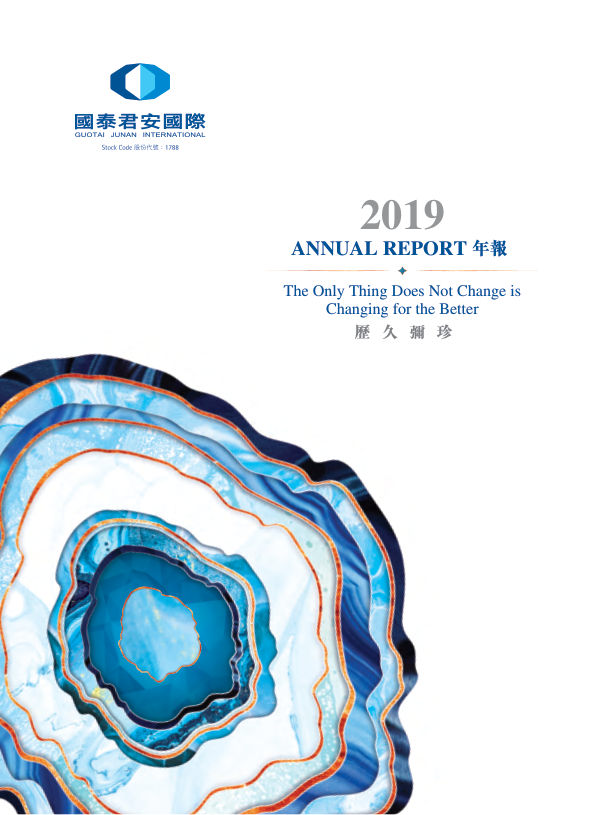 國泰君安國際
GUOTAI JUNAN INTERNATIONAL
Stock Code 股份代號：1788
2019
ANNUAL REPORT 年報
The Only Thing Does Not Change is
Changing for the Better
歷久彌珍